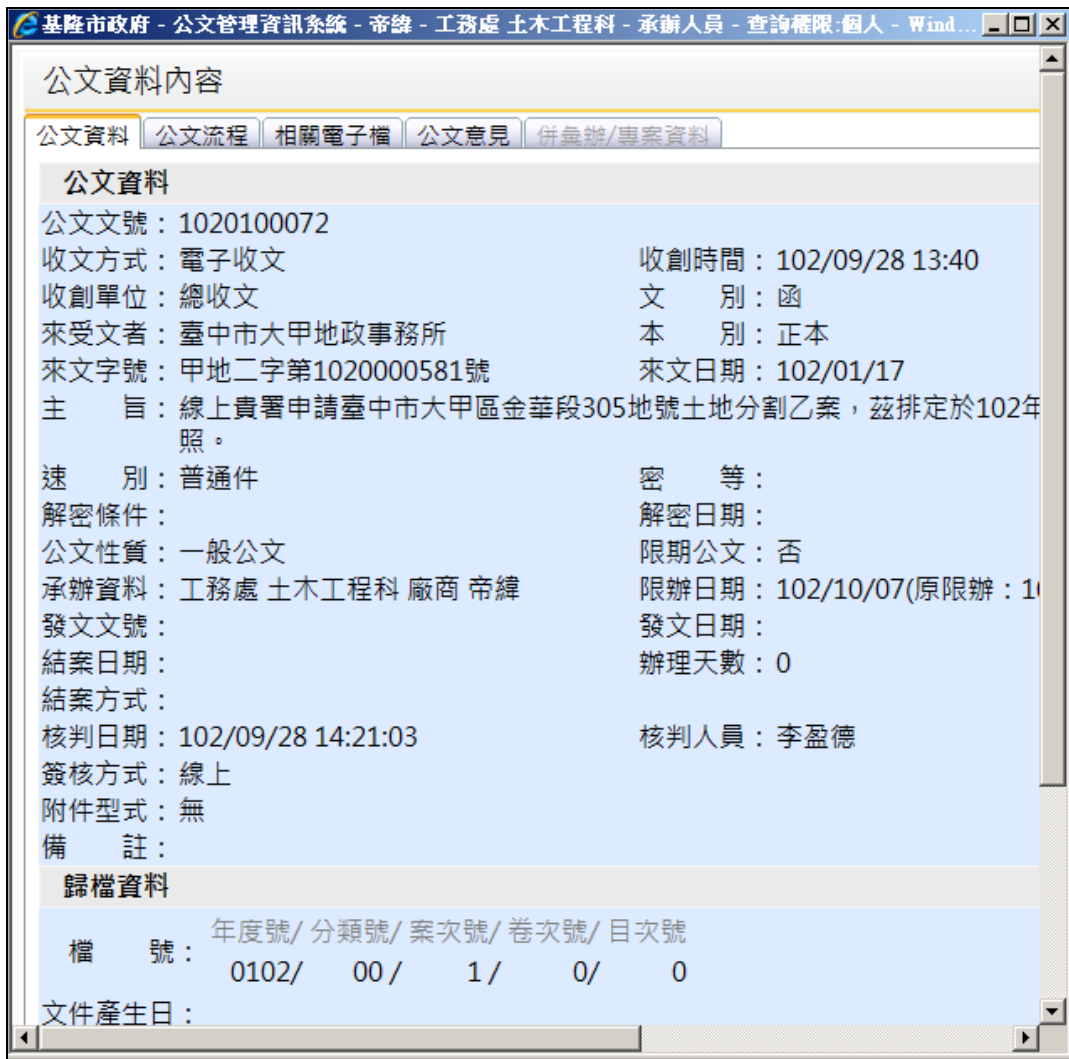 基隆市政府 - 公文管理資訊系統 - 帝緯 - 工務處 土木工程科 - 承辦人員 - 查詢權限:個人 - Wind...
公文資料內容
公文資料 公文流程 相關電子檔 公文意見 併彙辦/專案資料
公文資料
公文文號：1020100072
收文方式：電子收文 收創時間：102/09/28 13:40
收創單位：總收文 文 別：函
來受文者：臺中市大甲地政事務所 本 別：正本
來文字號：甲地二字第1020000581號 來文日期：102/01/17
主 旨：線上貴署申請臺中市大甲區金華段305地號土地分割乙案，茲排定於102年
照。
速 別：普通件 密 等：
解密條件： 解密日期：
公文性質：一般公文 限期公文：否
承辦資料：工務處 土木工程科 廠商 帝緯 限辦日期：102/10/07(原限辦：10
發文文號： 發文日期：
結案日期： 辦理天數：0
結案方式：
核判日期：102/09/28 14:21:03 核判人員：李盈德
簽核方式：線上
附件型式：無
備 註：
歸檔資料
年度號/ 分類號/ 案次號/ 卷次號/ 目次號
檔 號： 0102/ 00 / 1 / 0/ 0
文件產生日：